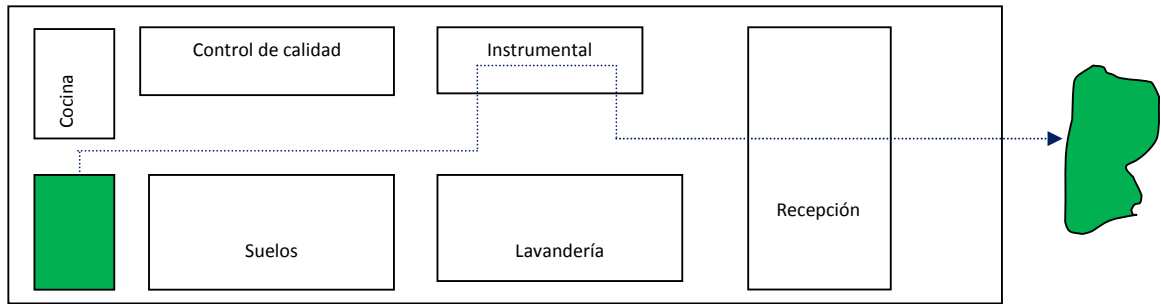 Cocina
Control de calidad
Instrumental
Suelos
Lavandería
Recepción